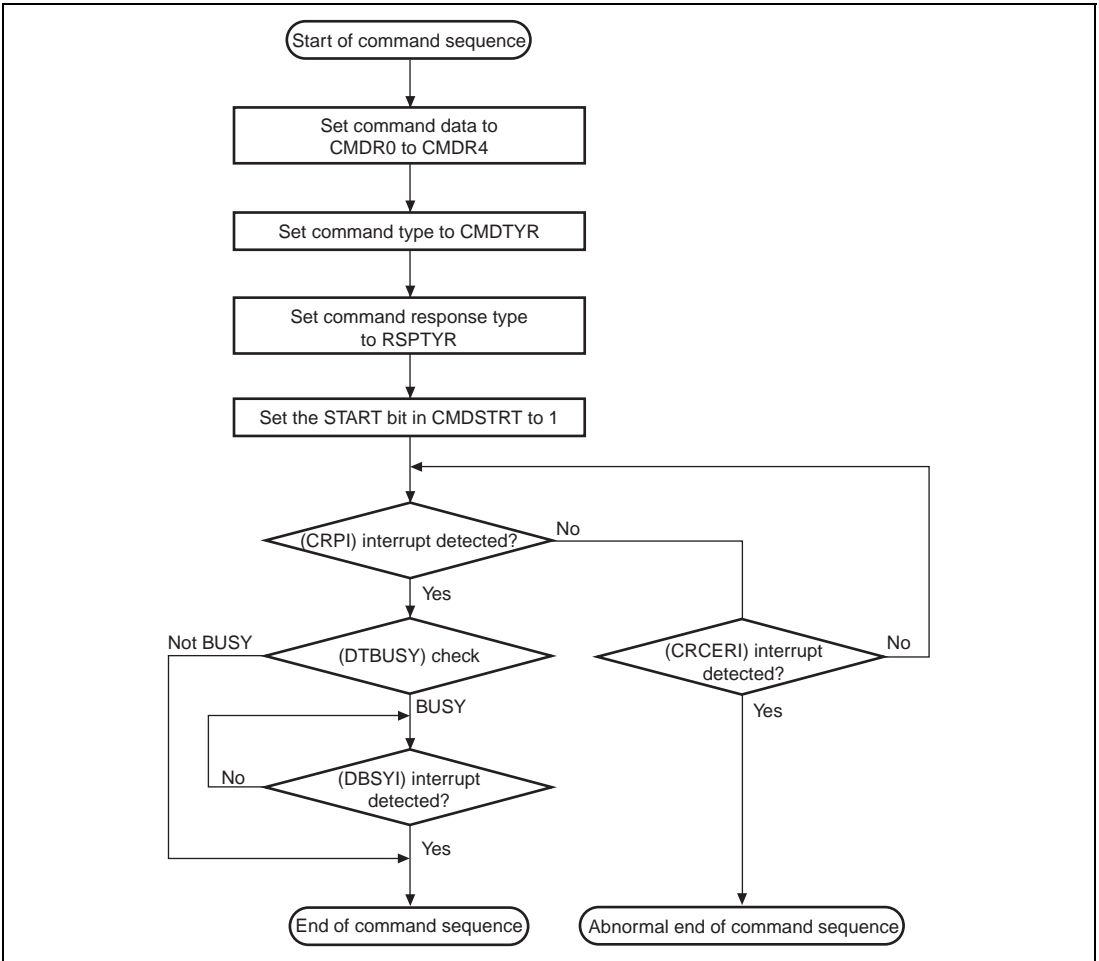 Start of command sequence
Set command data to
CMDR0 to CMDR4
Set command type to CMDTYR
Set command response type
to RSPTYR
Set the START bit in CMDSTRT to 1
(CRPI) interrupt detected?
No
Yes
Not BUSY
(DTBUSY) check
(CRCERI) interrupt
detected?
No
BUSY
Yes
No
(DBSYI) interrupt
detected?
Yes
End of command sequence
Abnormal end of command sequence